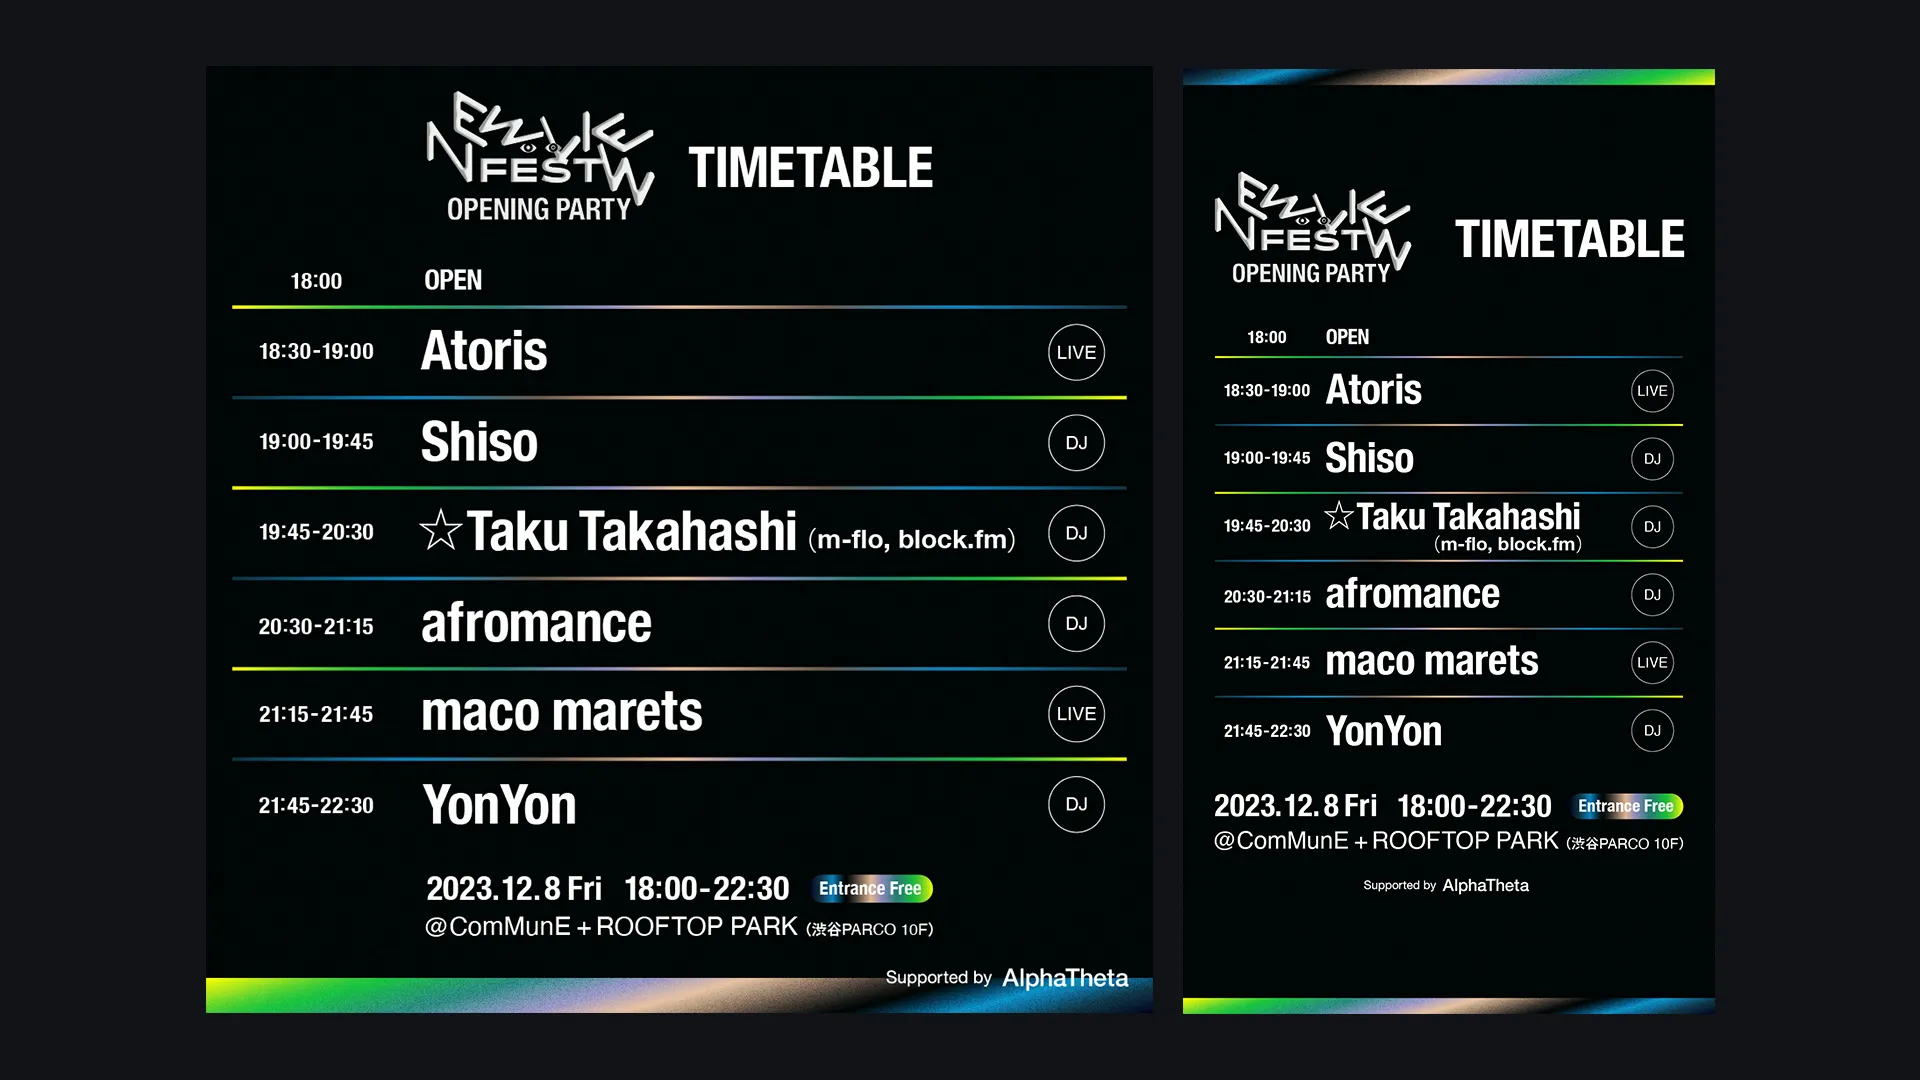 NEW VIEW
FEST
OPENING PARTY
TIMETABLE
18:00 OPEN
18:30-19:00 Atoris LIVE
19:00-19:45 Shiso DJ
19:45-20:30 ☆Taku Takahashi (m-flo, block.fm) DJ
20:30-21:15 afromance DJ
21:15-21:45 maco marets LIVE
21:45-22:30 YonYon DJ
2023.12.8 Fri 18:00-22:30 Entrance Free
@ComMunE + ROOFTOP PARK (渋谷PARCO 10F)
Supported by AlphaTheta
NEW VIEW
FEST
OPENING PARTY
TIMETABLE
18:00 OPEN
18:30-19:00 Atoris LIVE
19:00-19:45 Shiso DJ
19:45-20:30 ☆Taku Takahashi DJ
(m-flo, block.fm)
20:30-21:15 afromance DJ
21:15-21:45 maco marets LIVE
21:45-22:30 YonYon DJ
2023.12.8 Fri 18:00-22:30 Entrance Free
@ComMunE + ROOFTOP PARK (渋谷PARCO 10F)
Supported by AlphaTheta